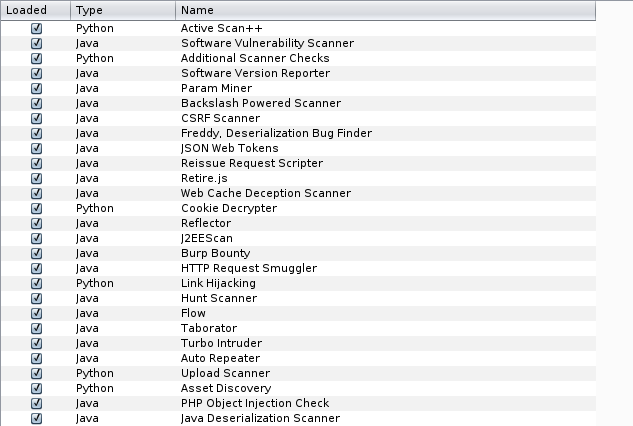 Loaded Type Name
Python Active Scan++
Java Software Vulnerability Scanner
Python Additional Scanner Checks
Java Software Version Reporter
Java Param Miner
Java Backslash Powered Scanner
Java CSRF Scanner
Java Freddy, Deserialization Bug Finder
Java JSON Web Tokens
Java Reissue Request Scripter
Java Retire.js
Java Web Cache Deception Scanner
Python Cookie Decrypter
Java Reflector
Java J2EEScan
Java Burp Bounty
Java HTTP Request Smuggler
Python Link Hijacking
Java Hunt Scanner
Java Flow
Java Taborator
Java Turbo Intruder
Java Auto Repeater
Python Upload Scanner
Python Asset Discovery
Java PHP Object Injection Check
Java Java Deserialization Scanner